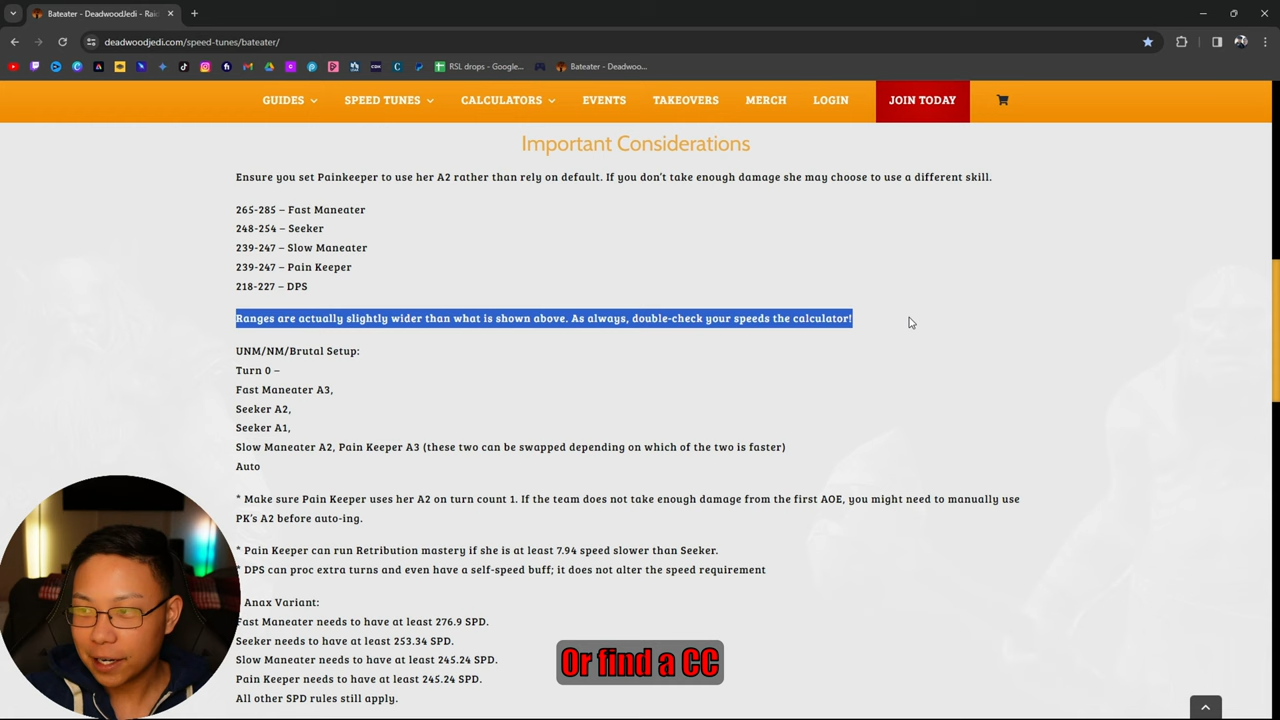 Bateater - DeadwoodJedi - Rai
deadwoodjedi.com/speed-tunes/bateater/
RSL drops - Google...
Bateater - Deadwoo...
GUIDES
SPEED TUNES
CALCULATORS
EVENTS
TAKEOVERS
MERCH
LOGIN
JOIN TODAY
Important Considerations
Ensure you set Painkeeper to use her A2 rather than rely on default. If you don't take enough damage she may choose to use a different skill.
265-285 – Fast Maneater
248-254 – Seeker
239-247 – Slow Maneater
239-247 – Pain Keeper
218-227 – DPS
Ranges are actually slightly wider than what is shown above. As always, double-check your speeds the calculator!
UNM/NM/Brutal Setup:
Turn 0 –
Fast Maneater A3,
Seeker A2,
Seeker A1,
Slow Maneater A2, Pain Keeper A3 (these two can be swapped depending on which of the two is faster)
Auto
* Make sure Pain Keeper uses her A2 on turn count 1. If the team does not take enough damage from the first AOE, you might need to manually use
PK's A2 before auto-ing.
* Pain Keeper can run Retribution mastery if she is at least 7.94 speed slower than Seeker.
* DPS can proc extra turns and even have a self-speed buff; it does not alter the speed requirement
Anax Variant:
Fast Maneater needs to have at least 276.9 SPD.
Seeker needs to have at least 253.34 SPD.
Slow Maneater needs to have at least 245.24 SPD.
Pain Keeper needs to have at least 245.24 SPD.
All other SPD rules still apply.
Or find a CC